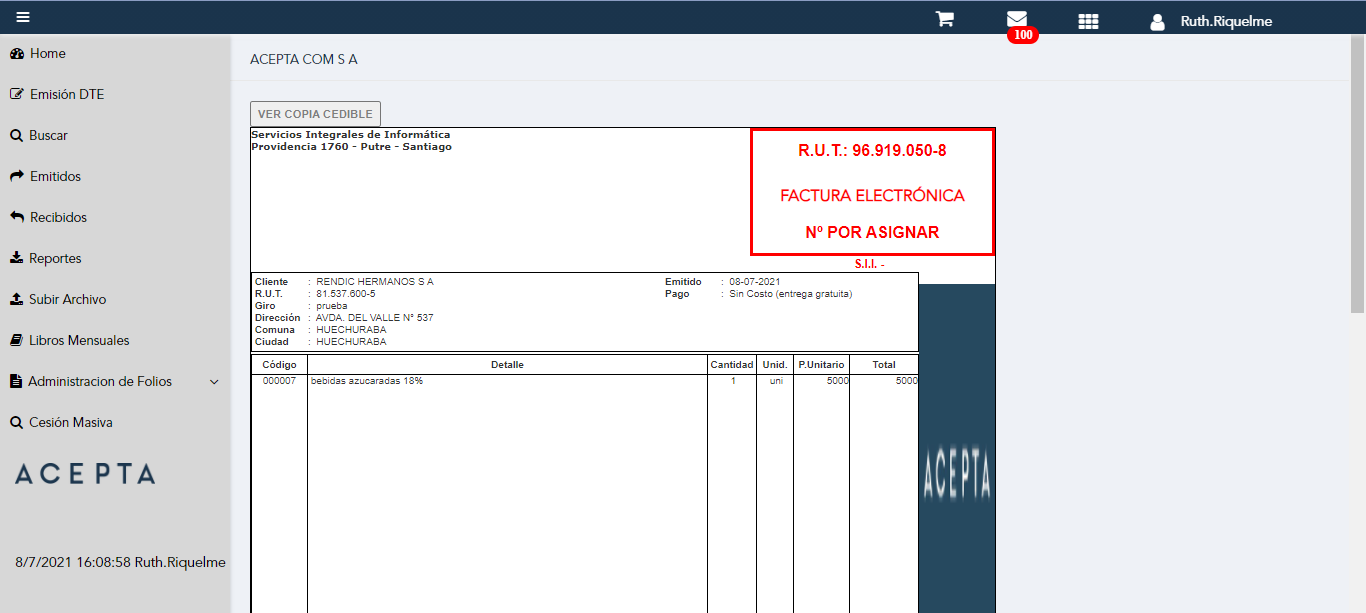 Ruth.Riquelme
100
Home
Emisión DTE
Buscar
Emitidos
Recibidos
Reportes
Subir Archivo
Libros Mensuales
Administracion de Folios
Cesión Masiva
ACEPTA
8/7/2021 16:08:58 Ruth.Riquelme
ACEPTA COM S A
VER COPIA CEDIBLE
Servicios Integrales de Informática
Providencia 1760 - Putre - Santiago
R.U.T.: 96.919.050-8
FACTURA ELECTRÓNICA
Nº POR ASIGNAR
S.I.I. -
Cliente : RENDIC HERMANOS S A Emitido : 08-07-2021
R.U.T. : 81.537.600-5 Pago : Sin Costo (entrega gratuita)
Giro : prueba
Dirección : AVDA. DEL VALLE N° 537
Comuna : HUECHURABA
Ciudad : HUECHURABA
Código Detalle Cantidad Unid. P.Unitario Total
000007 bebidas azucaradas 18% 1 uni 5000 5000
ACEPTA